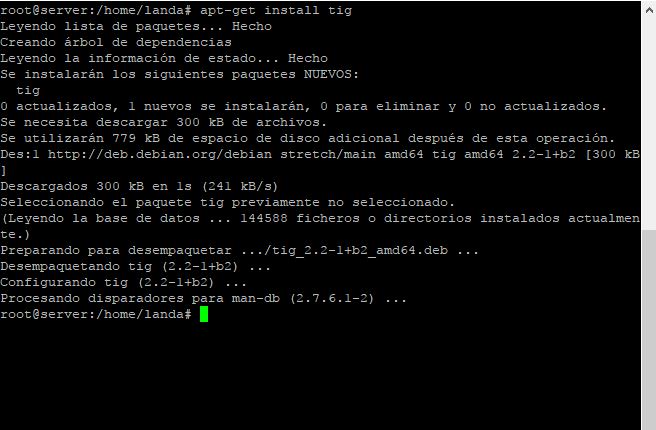 root@server:/home/landa# apt-get install tig
Leyendo lista de paquetes... Hecho
Creando árbol de dependencias
Leyendo la información de estado... Hecho
Se instalarán los siguientes paquetes NUEVOS:
  tig
0 actualizados, 1 nuevos se instalarán, 0 para eliminar y 0 no actualizados.
Se necesita descargar 300 kB de archivos.
Se utilizarán 779 kB de espacio de disco adicional después de esta operación.
Des:1 http://deb.debian.org/debian stretch/main amd64 tig amd64 2.2-1+b2 [300 kB
]
Descargados 300 kB en 1s (241 kB/s)
Seleccionando el paquete tig previamente no seleccionado.
(Leyendo la base de datos ... 144588 ficheros o directorios instalados actualmen
te.)
Preparando para desempaquetar .../tig_2.2-1+b2_amd64.deb ...
Desempaquetando tig (2.2-1+b2) ...
Configurando tig (2.2-1+b2) ...
Procesando disparadores para man-db (2.7.6.1-2) ...
root@server:/home/landa#